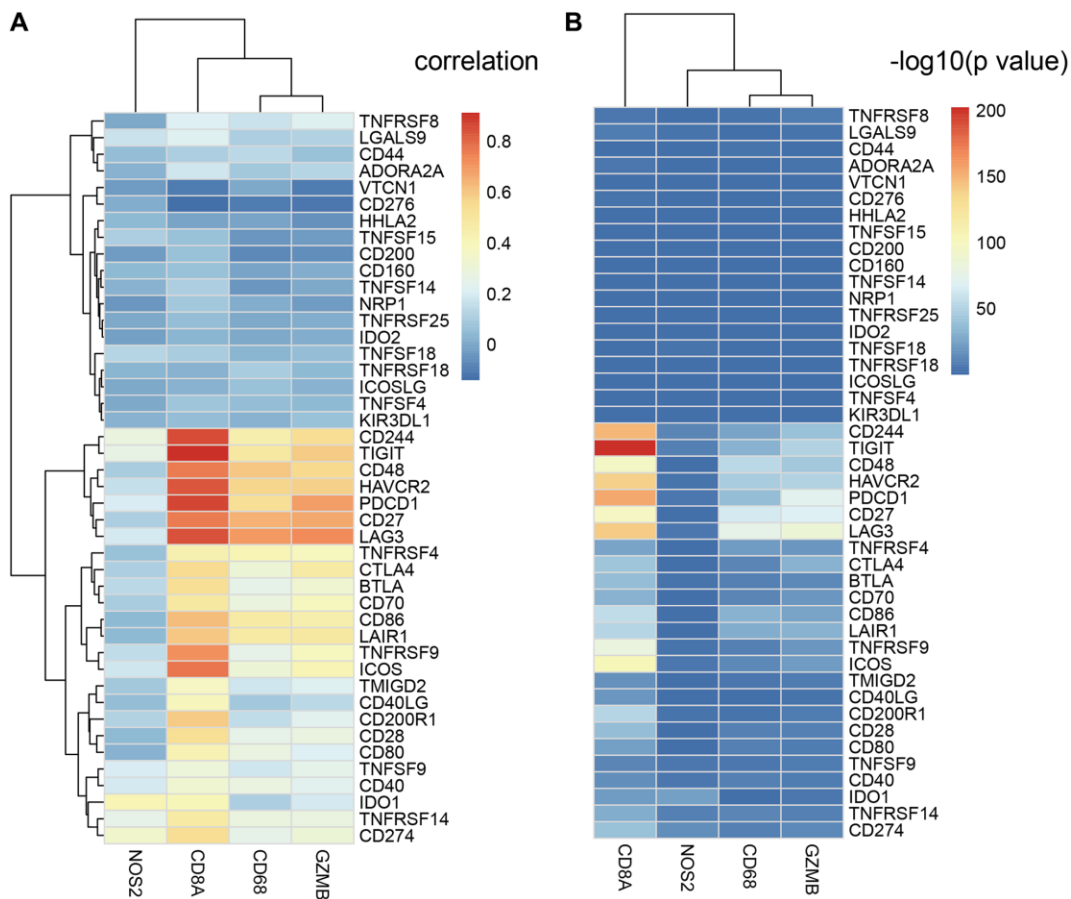 A
correlation
TNFRSF8
LGALS9
CD44
ADORA2A
VTCN1
CD276
HHLA2
TNFSF15
CD200
CD160
TNFSF14
NRP1
TNFRSF25
IDO2
TNFSF18
TNFRSF18
ICOSLG
TNFSF4
KIR3DL1
CD244
TIGIT
CD48
HAVCR2
PDCD1
CD27
LAG3
TNFRSF4
CTLA4
BTLA
CD70
CD86
LAIR1
TNFRSF9
ICOS
TMIGD2
CD40LG
CD200R1
CD28
CD80
TNFSF9
CD40
IDO1
TNFRSF14
CD274
NOS2
CD8A
CD68
GZMB
0.8
0.6
0.4
0.2
0
B
-log10(p value)
TNFRSF8
LGALS9
CD44
ADORA2A
VTCN1
CD276
HHLA2
TNFSF15
CD200
CD160
TNFSF14
NRP1
TNFRSF25
IDO2
TNFSF18
TNFRSF18
ICOSLG
TNFSF4
KIR3DL1
CD244
TIGIT
CD48
HAVCR2
PDCD1
CD27
LAG3
TNFRSF4
CTLA4
BTLA
CD70
CD86
LAIR1
TNFRSF9
ICOS
TMIGD2
CD40LG
CD200R1
CD28
CD80
TNFSF9
CD40
IDO1
TNFRSF14
CD274
CD8A
NOS2
CD68
GZMB
200
150
100
50